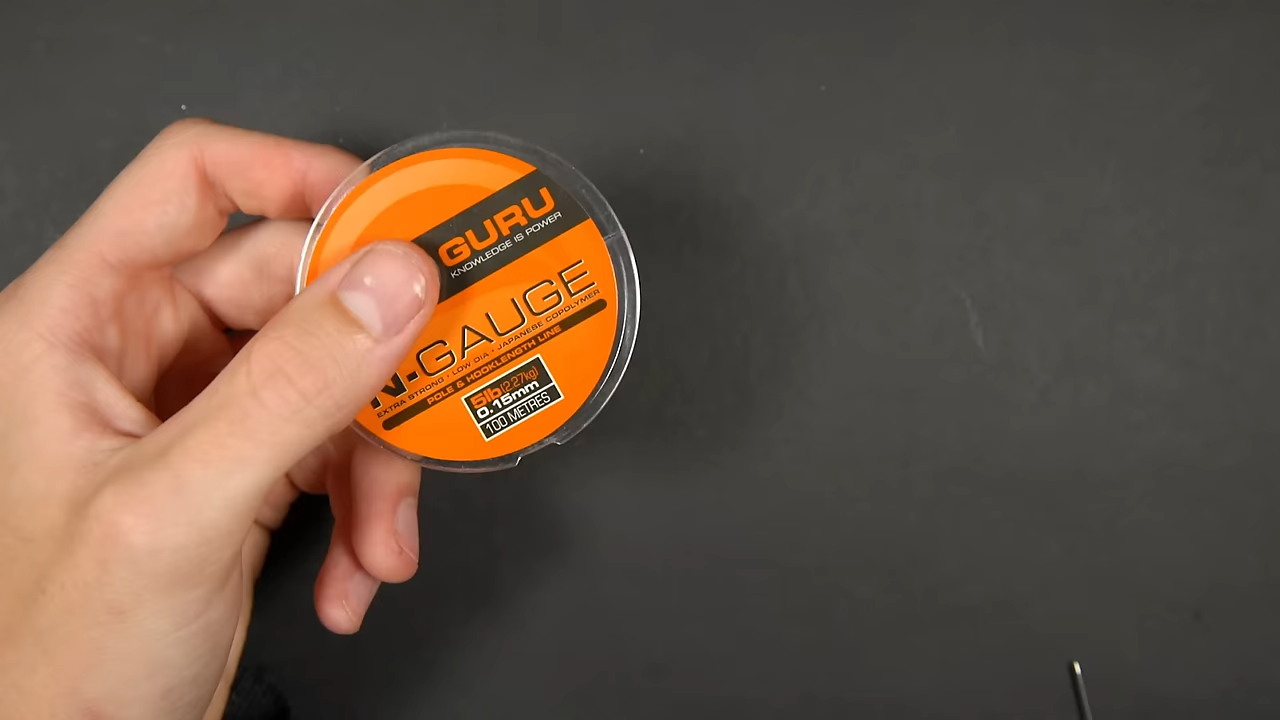 GURU
KNOWLEDGE IS POWER
N-GAUGE
EXTRA STRONG • LOW DIA • JAPANESE COPOLYMER
POLE & HOOKLENGTH LINE
5lb(2.27kg)
0.15mm
100 METRES